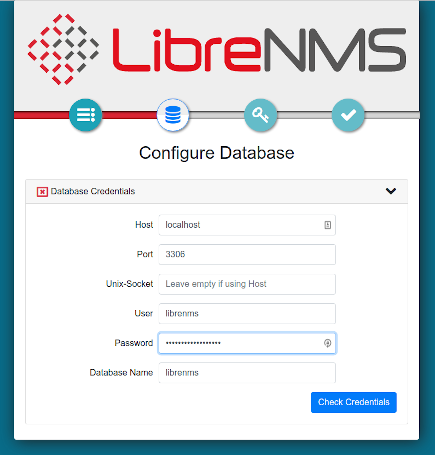 LibreNMS
Configure Database
Database Credentials
Host localhost
Port 3306
Unix-Socket Leave empty if using Host
User librenms
Password ••••••••••••••••••
Database Name librenms
Check Credentials